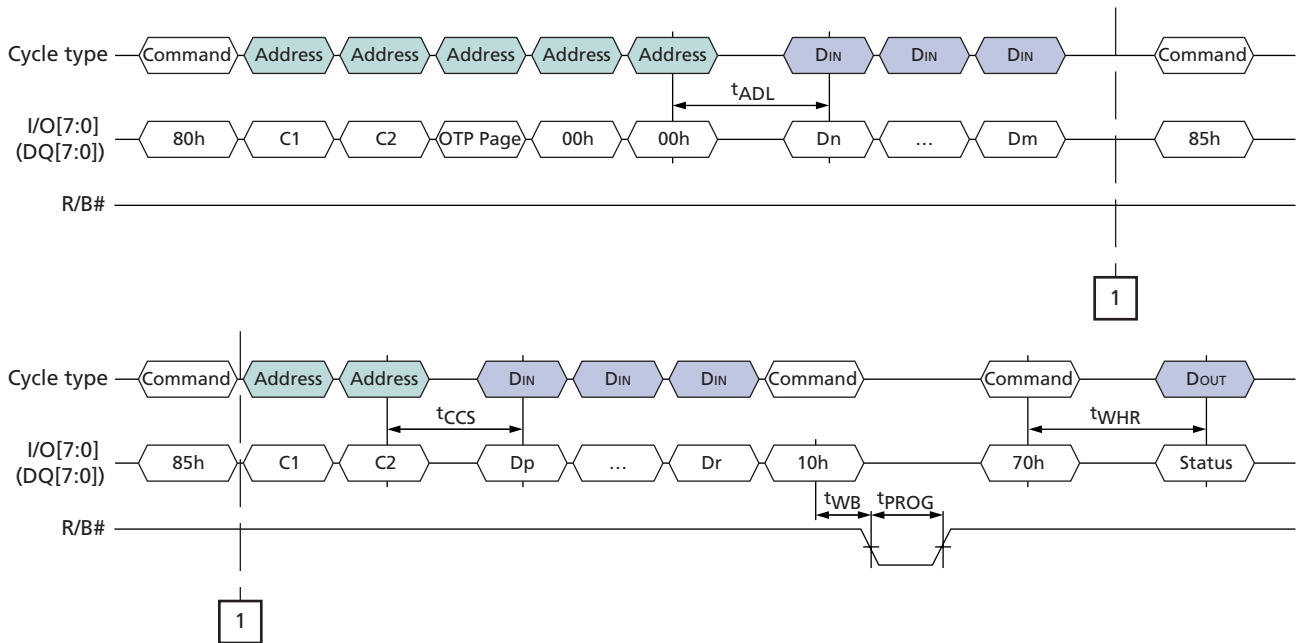 Cycle type Command Address Address Address Address Address DIN DIN DIN Command
tADL
I/O[7:0]
(DQ[7:0]) 80h C1 C2 OTP Page 00h 00h Dn … Dm 85h
R/B#
1
Cycle type Command Address Address DIN DIN DIN Command Command DOUT
tCCS tWHR
I/O[7:0]
(DQ[7:0]) 85h C1 C2 Dp … Dr 10h 70h Status
tWB tPROG
R/B#
1